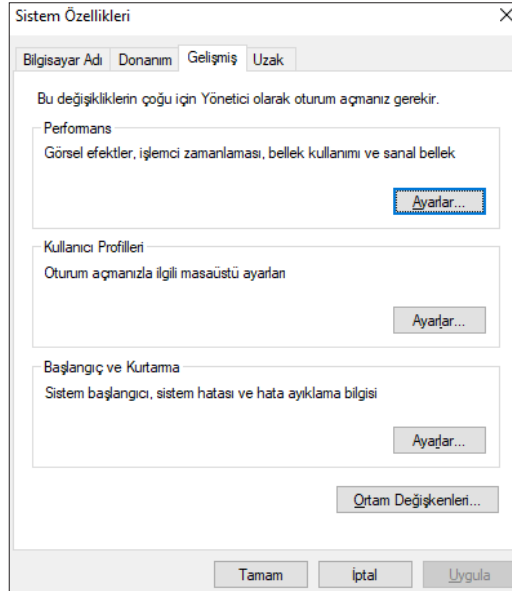 Sistem Özellikleri
Bilgisayar Adı Donanım Gelişmiş Uzak
Bu değişikliklerin çoğu için Yönetici olarak oturum açmanız gerekir.
Performans
Görsel efektler, işlemci zamanlaması, bellek kullanımı ve sanal bellek
Ayarlar...
Kullanıcı Profilleri
Oturum açmanızla ilgili masaüstü ayarları
Ayarlar...
Başlangıç ve Kurtarma
Sistem başlangıcı, sistem hatası ve hata ayıklama bilgisi
Ayarlar...
Ortam Değişkenleri...
Tamam İptal Uygula